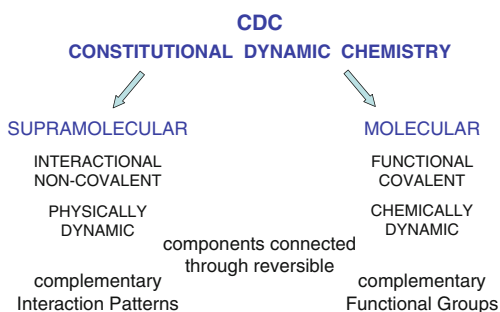 CDC
CONSTITUTIONAL DYNAMIC CHEMISTRY
SUPRAMOLECULAR
INTERACTIONAL
NON-COVALENT
PHYSICALLY
DYNAMIC
MOLECULAR
FUNCTIONAL
COVALENT
CHEMICALLY
DYNAMIC
components connected
through reversible
complementary
Interaction Patterns
complementary
Functional Groups